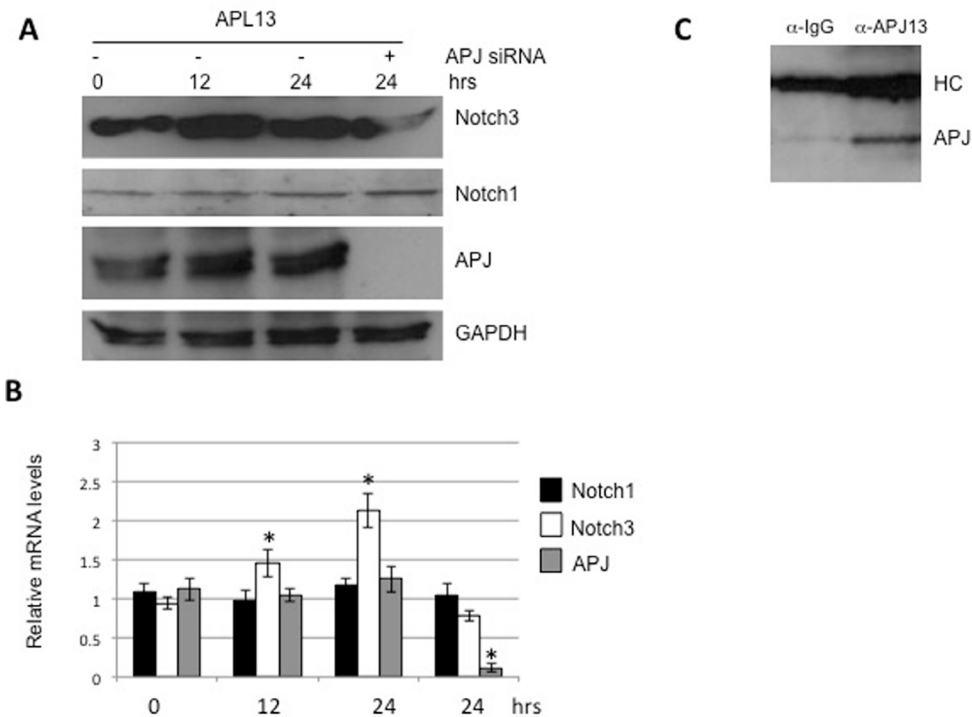 A
APL13
- - - + APJ siRNA
0 12 24 24 hrs
Notch3
Notch1
APJ
GAPDH
C
α-IgG α-APJ13
HC
APJ
B
Relative mRNA levels
3
2.5
2
1.5
1
0.5
0
* * *
0 12 24 24 hrs
Notch1
Notch3
APJ